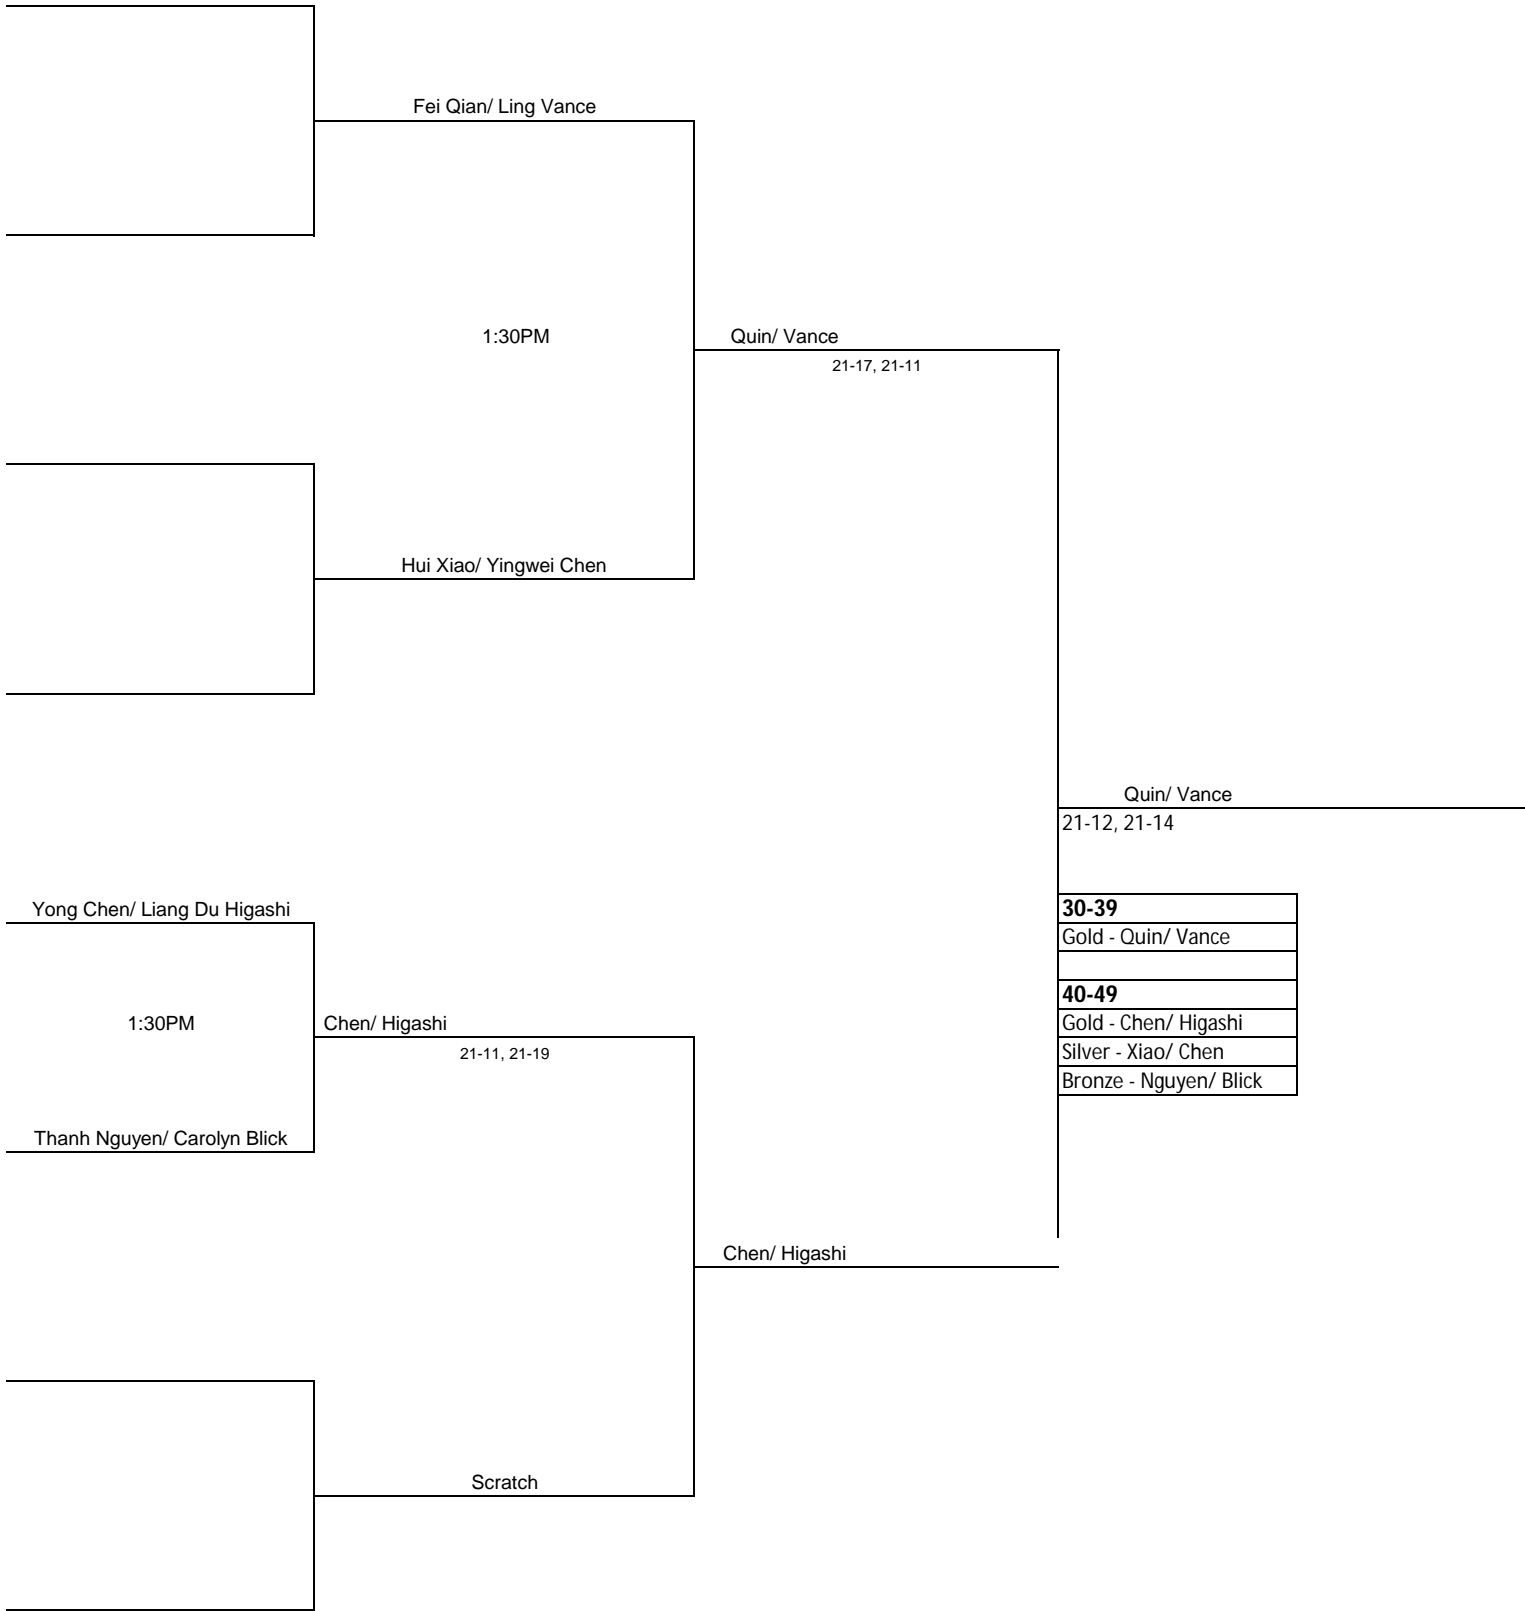 Fei Qian/ Ling Vance
1:30PM
Quin/ Vance
21-17, 21-11
Hui Xiao/ Yingwei Chen
Quin/ Vance
21-12, 21-14
Yong Chen/ Liang Du Higashi
1:30PM
Chen/ Higashi
21-11, 21-19
Thanh Nguyen/ Carolyn Blick
30-39
Gold - Quin/ Vance
40-49
Gold - Chen/ Higashi
Silver - Xiao/ Chen
Bronze - Nguyen/ Blick
Chen/ Higashi
Scratch